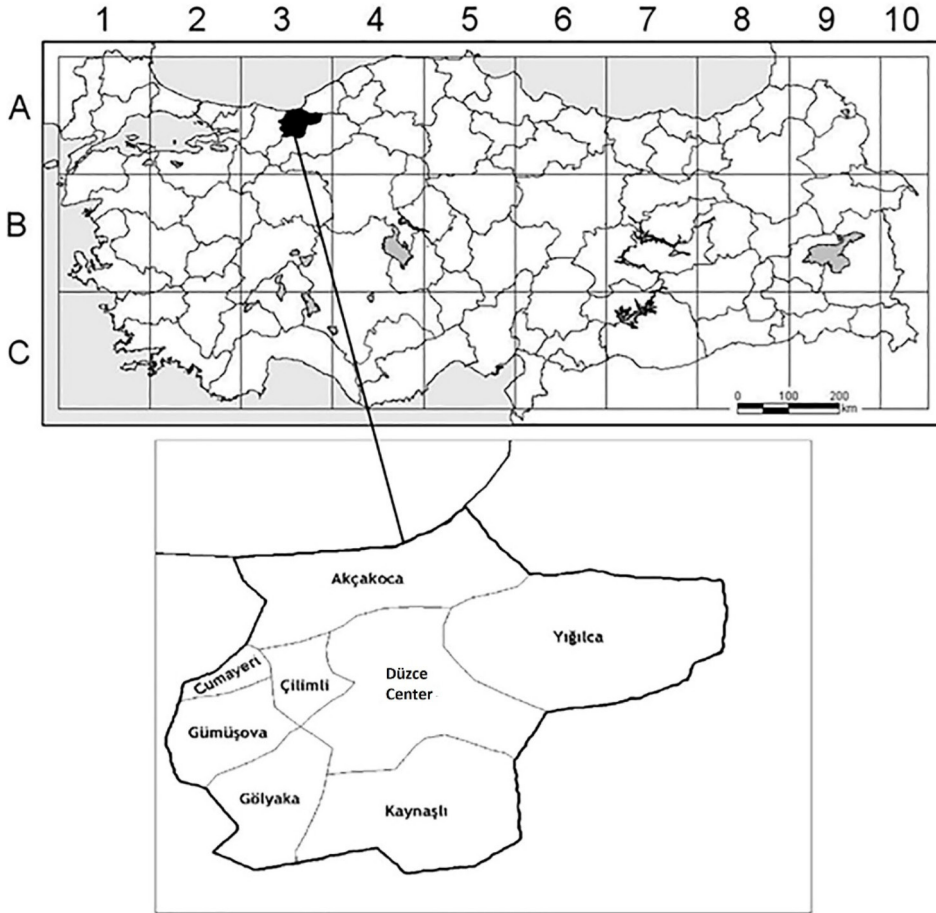 1 2 3 4 5 6 7 8 9 10
A
B
C
0 100 200
km
Akçakoca
Yığılca
Cumayeri
Çilimli
Düzce
Center
Gümüşova
Gölyaka
Kaynaşlı